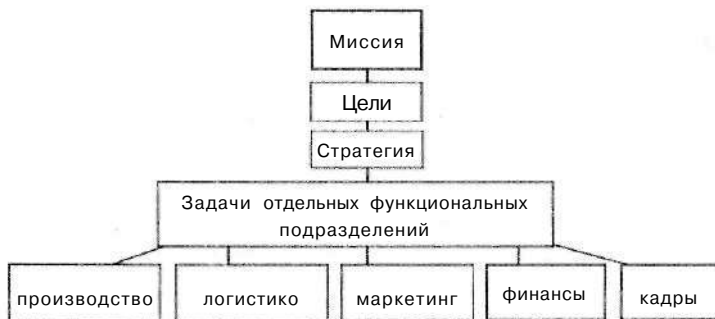 Миссия
Цели
Стратегия
Задачи отдельных функциональных
подразделений
производство
логистико
маркетинг
финансы
кадры